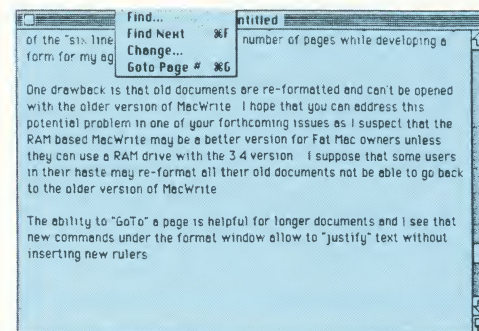 Find...
ntitled
Find Next ⌘F
Change...
Goto Page # ⌘G
of the "six line number of pages while developing a
form for my ag
One drawback is that old documents are re-formatted and can't be opened
with the older version of MacWrite I hope that you can address this
potential problem in one of your forthcoming issues as I suspect that the
RAM based MacWrite may be a better version for Fat Mac owners unless
they can use a RAM drive with the 3 4 version I suppose that some users
in their haste may re-format all their old documents not be able to go back
to the older version of MacWrite
The ability to "GoTo" a page is helpful for longer documents and I see that
new commands under the format window allow to "justify" text without
inserting new rulers